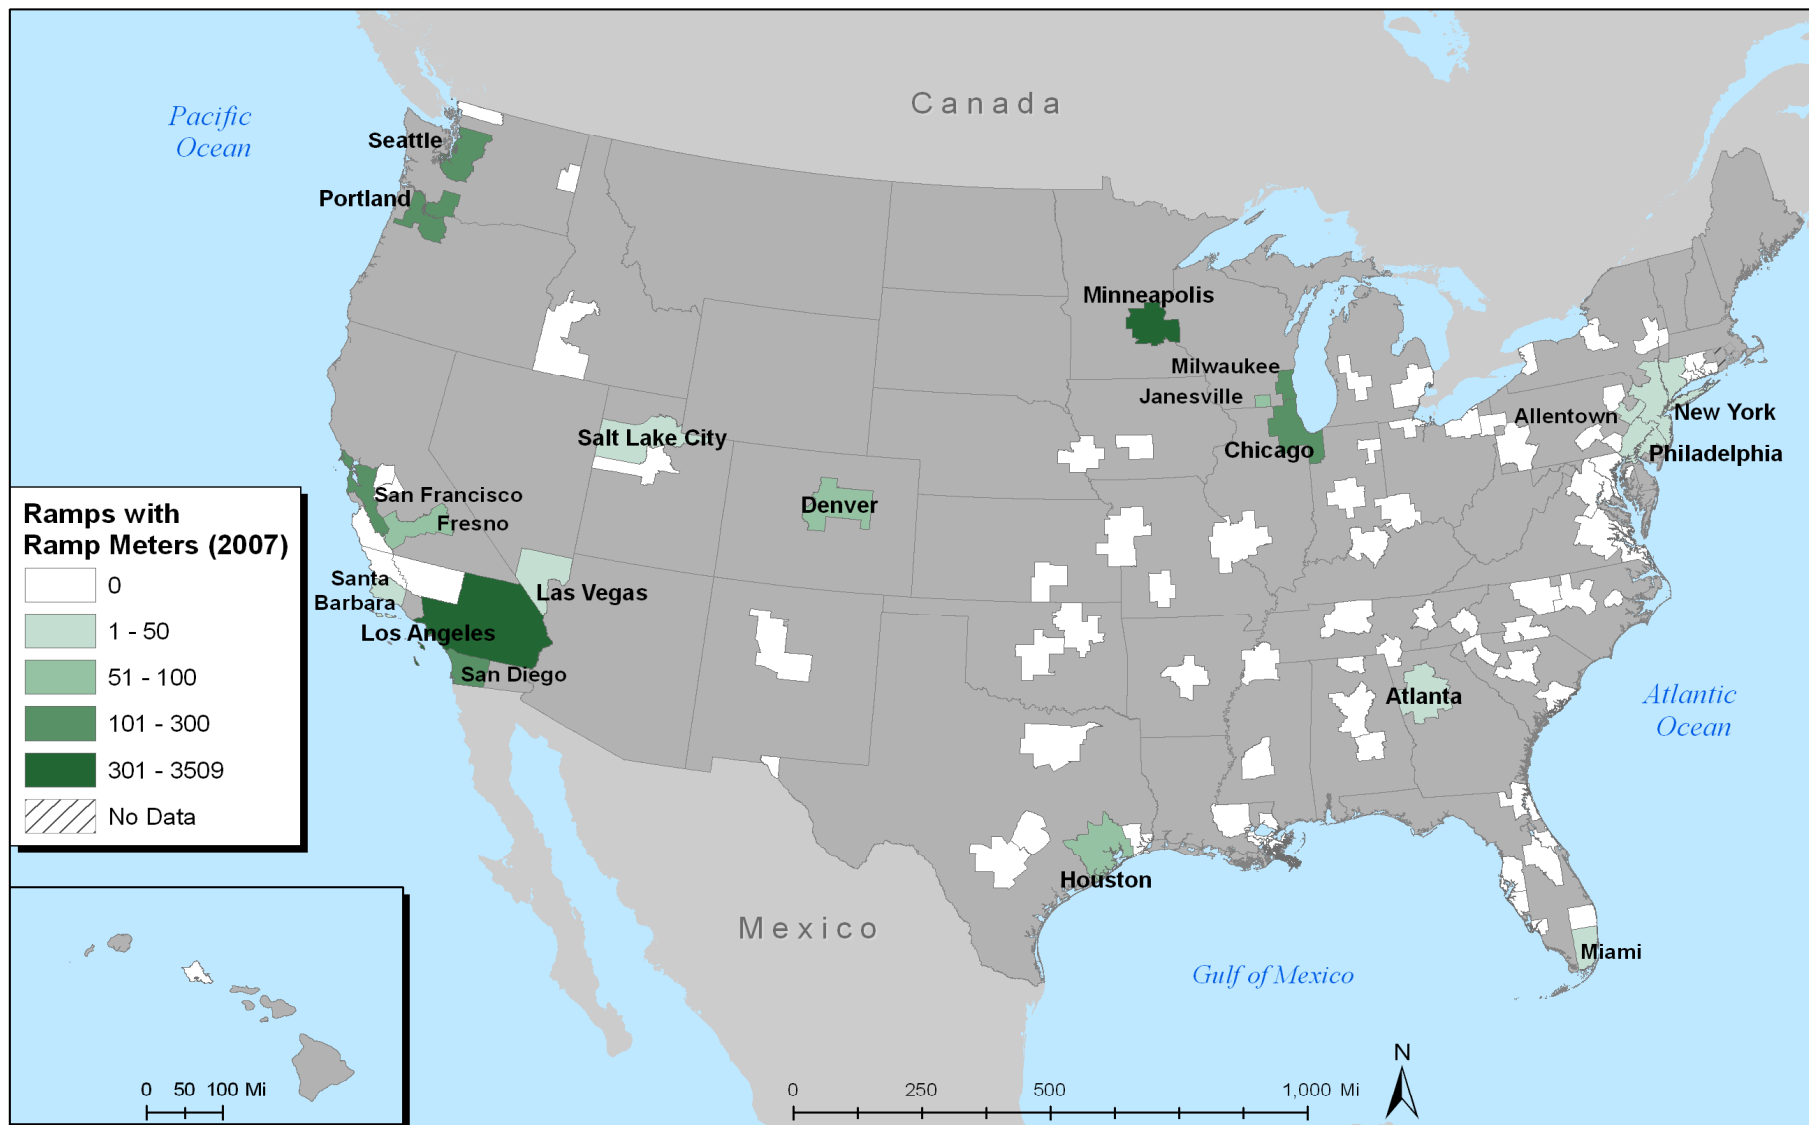 Canada
Pacific
Ocean
Seattle
Portland
Minneapolis
Milwaukee
Janesville
Chicago
Allentown
New York
Philadelphia
Salt Lake City
Denver
San Francisco
Fresno
Las Vegas
Santa
Barbara
Los Angeles
San Diego
Atlanta
Atlantic
Ocean
Houston
Miami
Mexico
Gulf of Mexico
Ramps with
Ramp Meters (2007)
0
1 - 50
51 - 100
101 - 300
301 - 3509
No Data
0 50 100 Mi
0 250 500 1,000 Mi
N